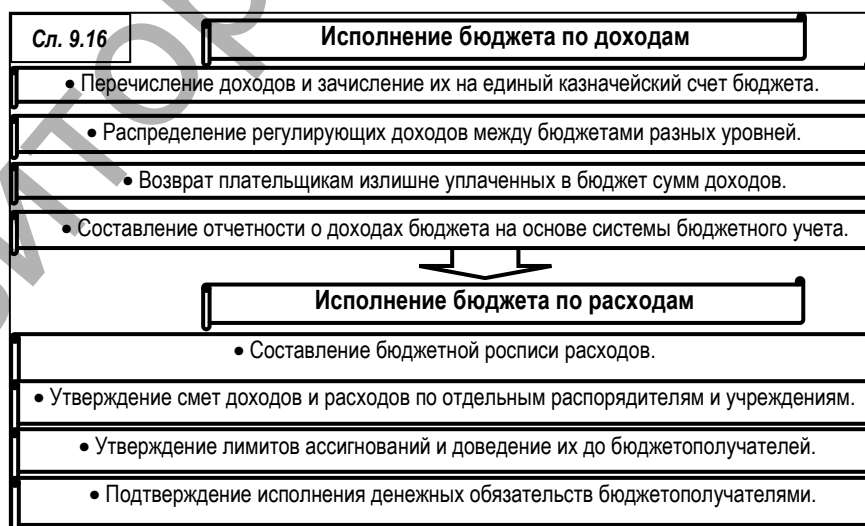 Сл. 9.16
Исполнение бюджета по доходам
• Перечисление доходов и зачисление их на единый казначейский счет бюджета.
• Распределение регулирующих доходов между бюджетами разных уровней.
• Возврат плательщикам излишне уплаченных в бюджет сумм доходов.
• Составление отчетности о доходах бюджета на основе системы бюджетного учета.
Исполнение бюджета по расходам
• Составление бюджетной росписи расходов.
• Утверждение смет доходов и расходов по отдельным распорядителям и учреждениям.
• Утверждение лимитов ассигнований и доведение их до бюджетополучателей.
• Подтверждение исполнения денежных обязательств бюджетополучателями.